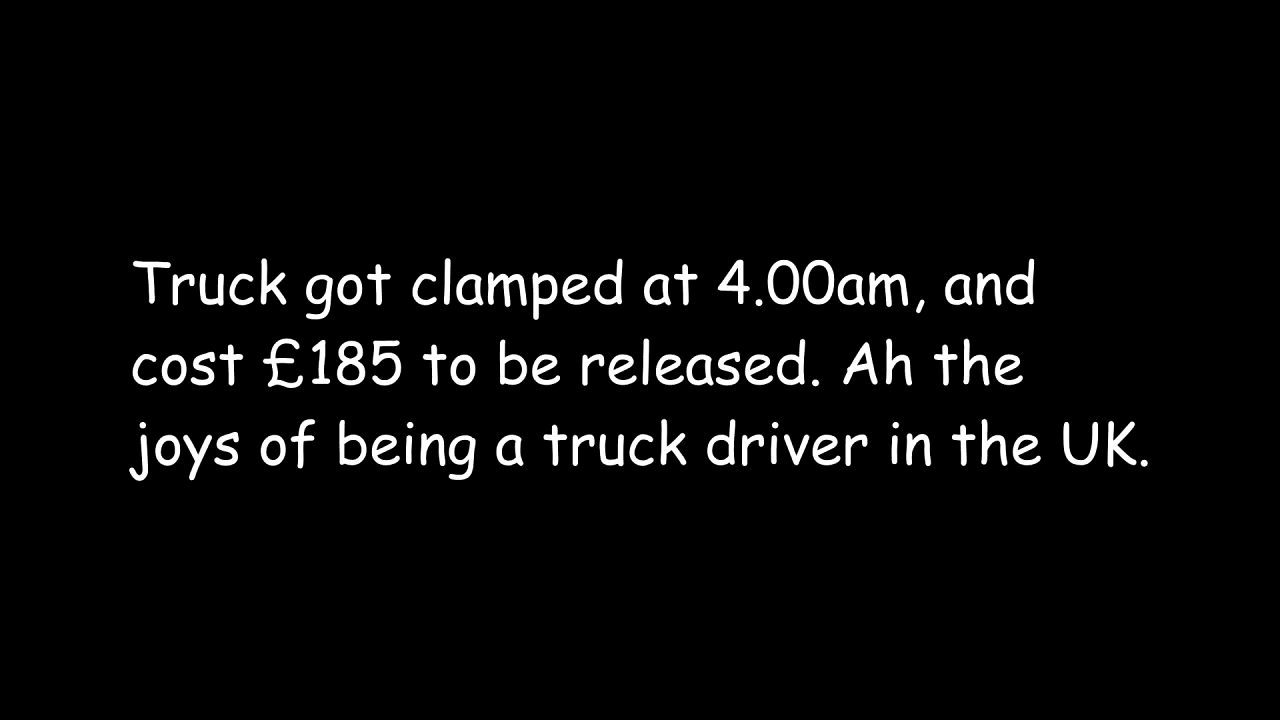 Truck got clamped at 4.00am, and
cost £185 to be released. Ah the
joys of being a truck driver in the UK.